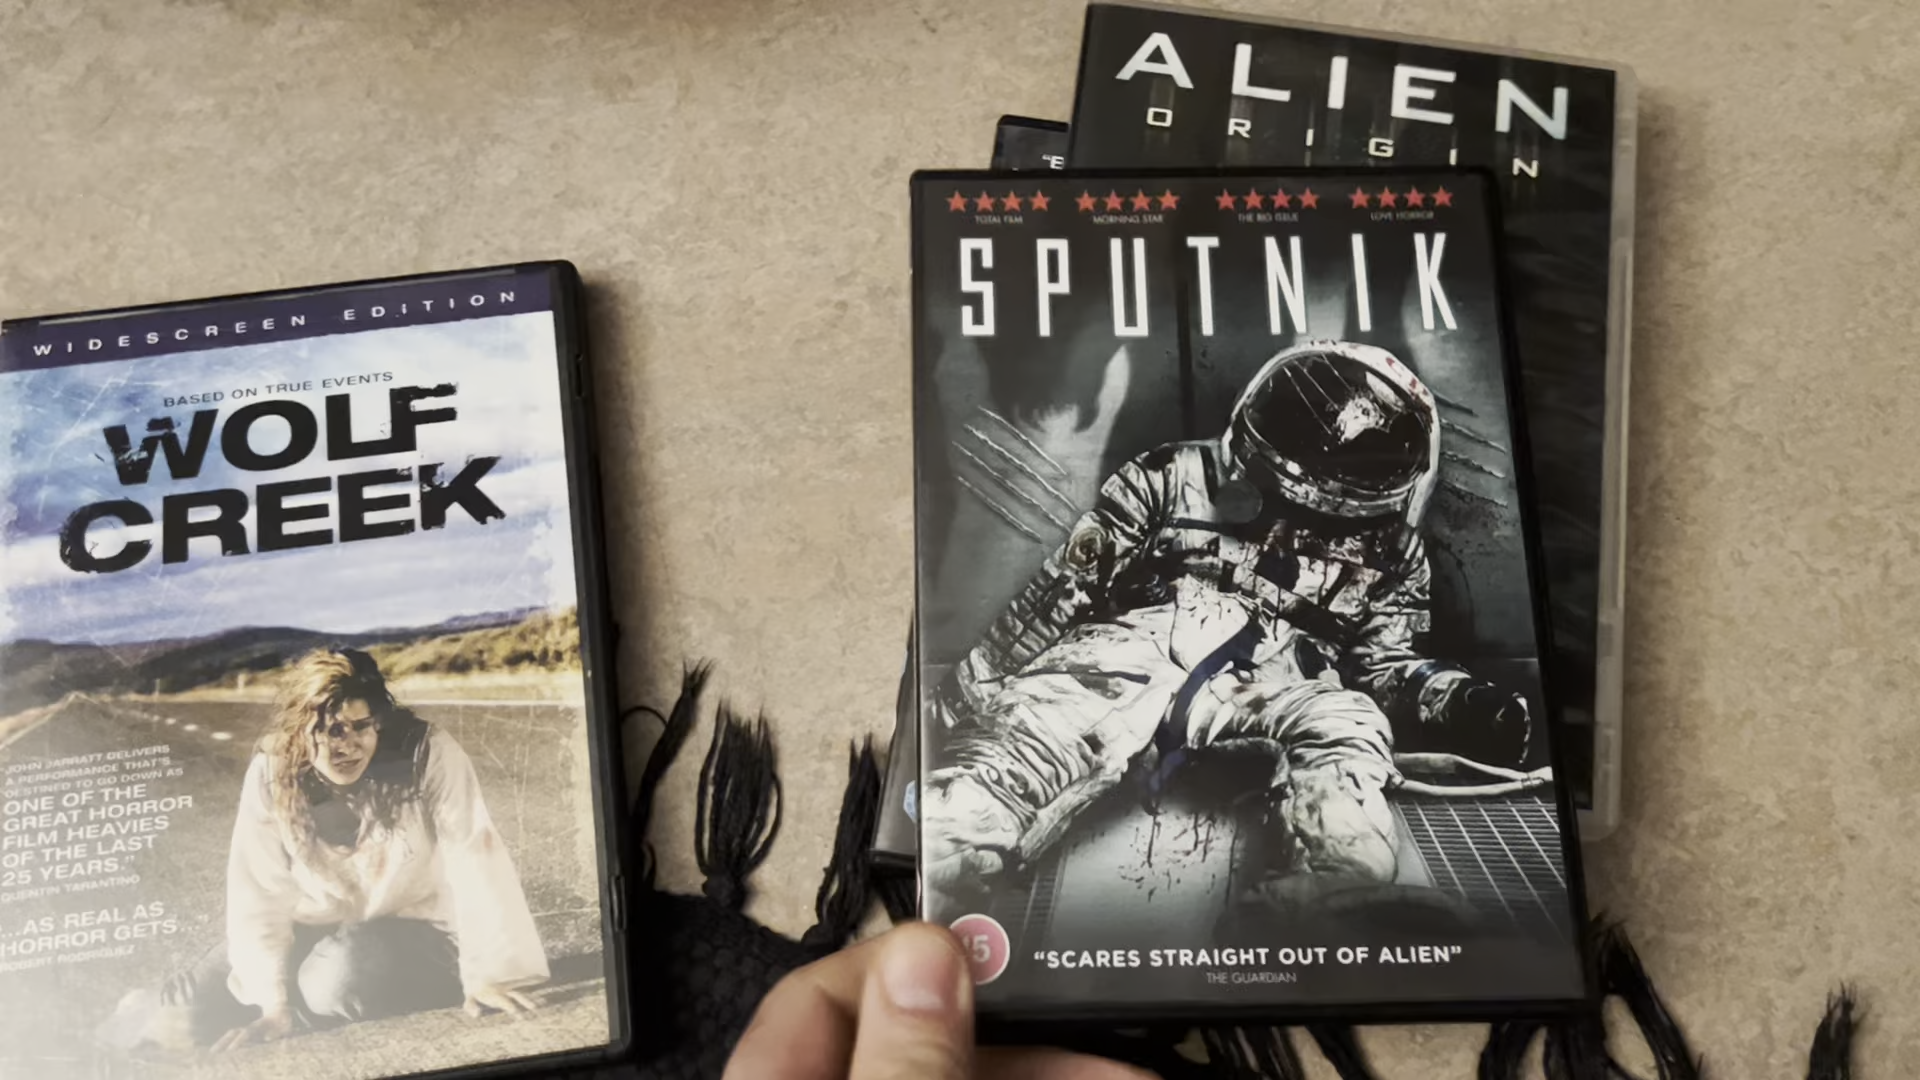 WIDESCREEN EDITION
BASED ON TRUE EVENTS
WOLF
CREEK
"JOHN JARRATT DELIVERS
A PERFORMANCE THAT'S
DESTINED TO GO DOWN AS
ONE OF THE
GREAT HORROR
FILM HEAVIES
OF THE LAST
25 YEARS."
QUENTIN TARANTINO
...AS REAL AS
HORROR GETS..."
ROBERT RODRIGUEZ
ALIEN
ORIGIN
"E
TOTAL FILM
MORNING STAR
THE BIG ISSUE
LOVE HORROR
SPUTNIK
15
"SCARES STRAIGHT OUT OF ALIEN"
THE GUARDIAN